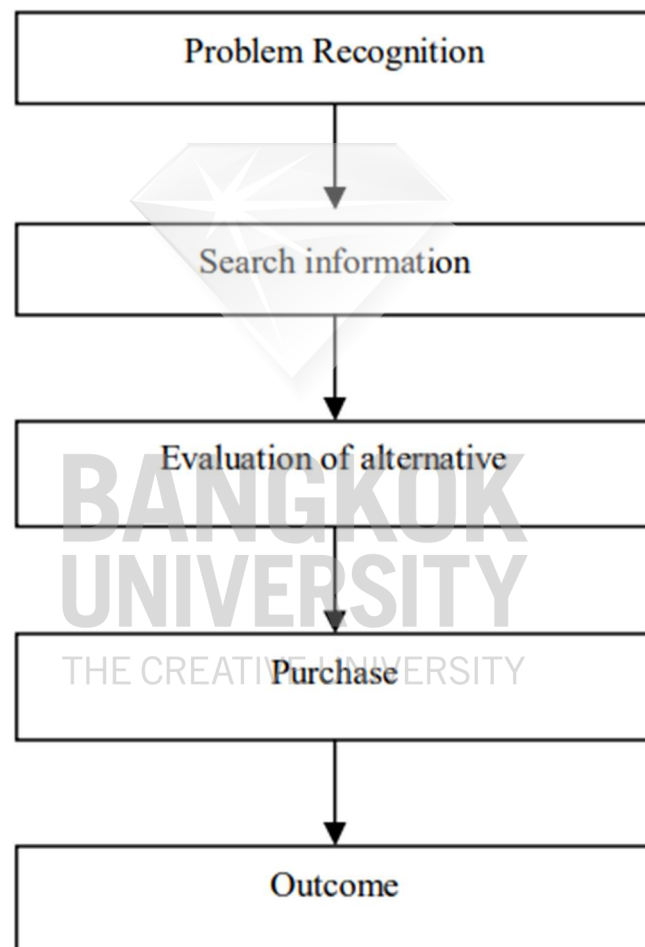 Problem Recognition
Search information
Evaluation of alternative
BANGKOK
UNIVERSITY
THE CREATIVE UNIVERSITY
Purchase
Outcome